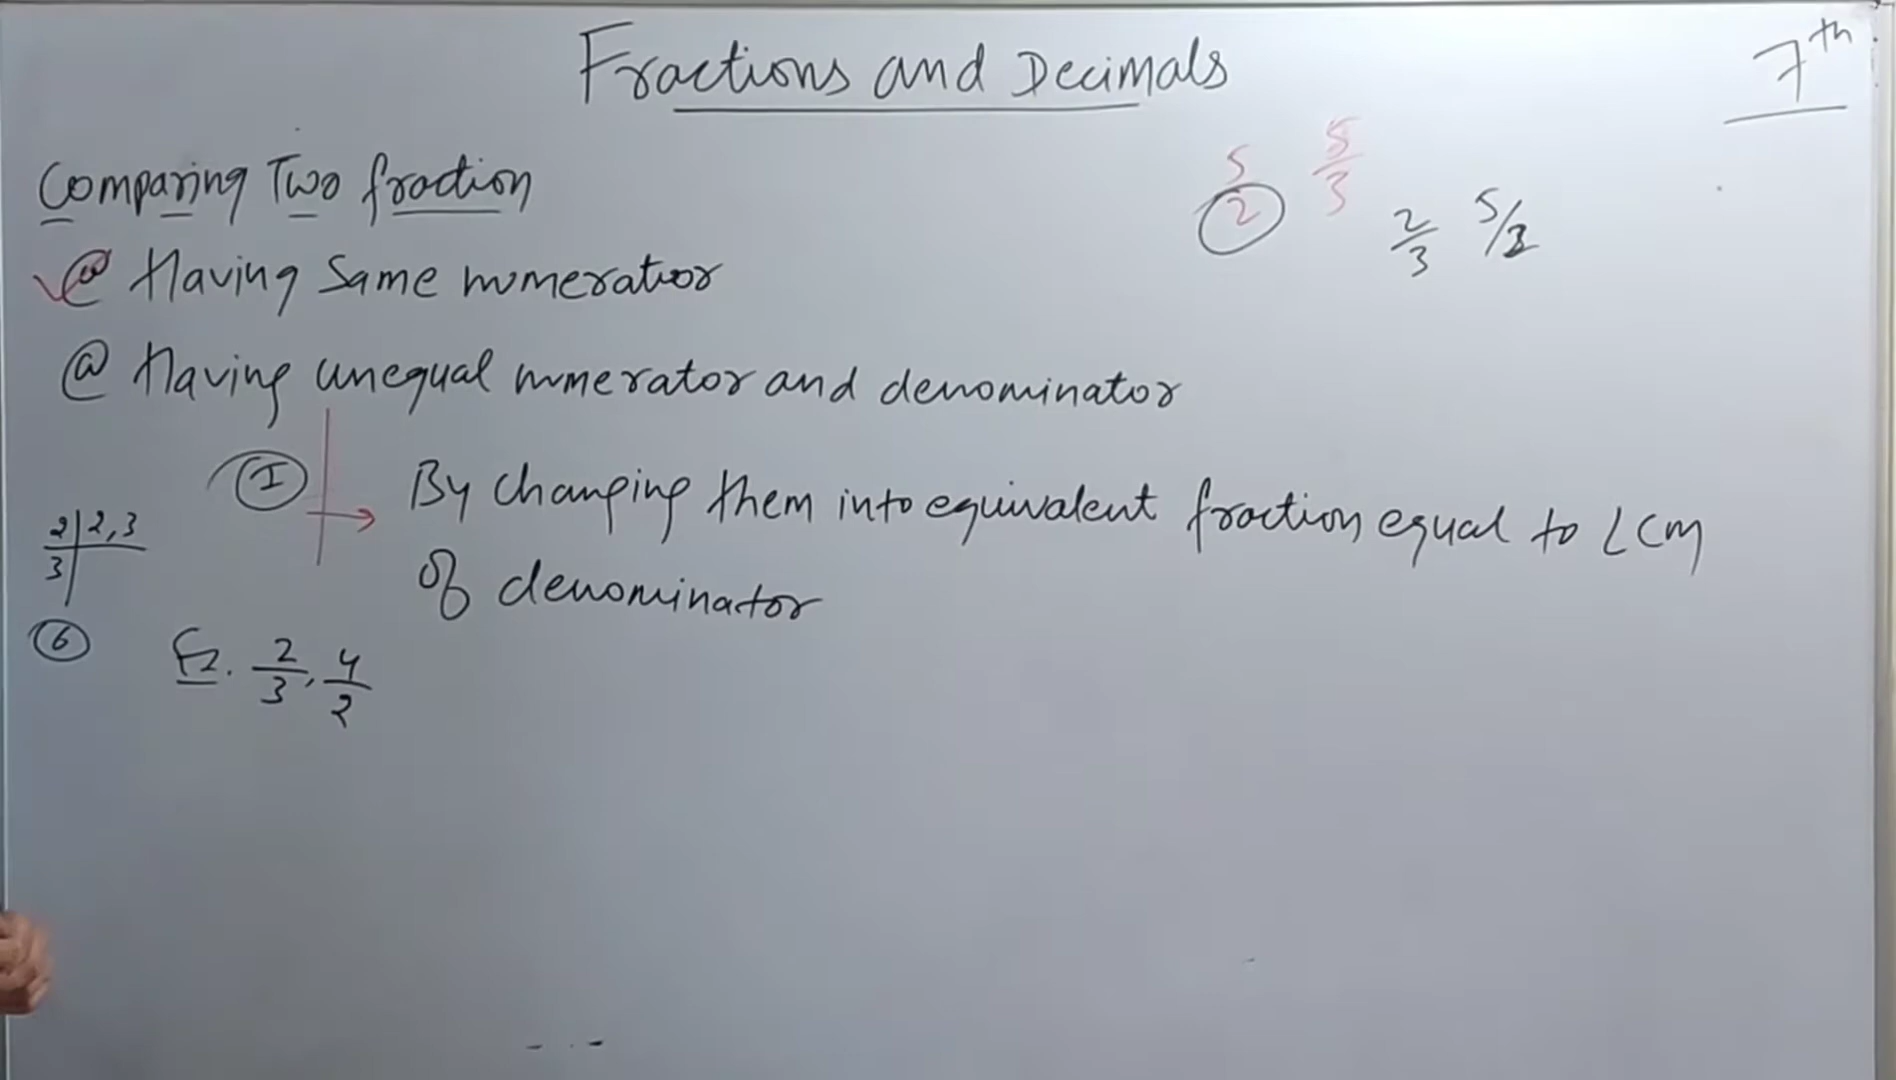 Fractions and Decimals
7th
Comparing Two fraction
5/2 5/3
2/3 5/2
@ Having Same numerator
@ Having unequal numerator and denominator
I → By changing them into equivalent fraction equal to LCM
of denominator
2|2,3
3|
6
Ex. 2/3, 4/2